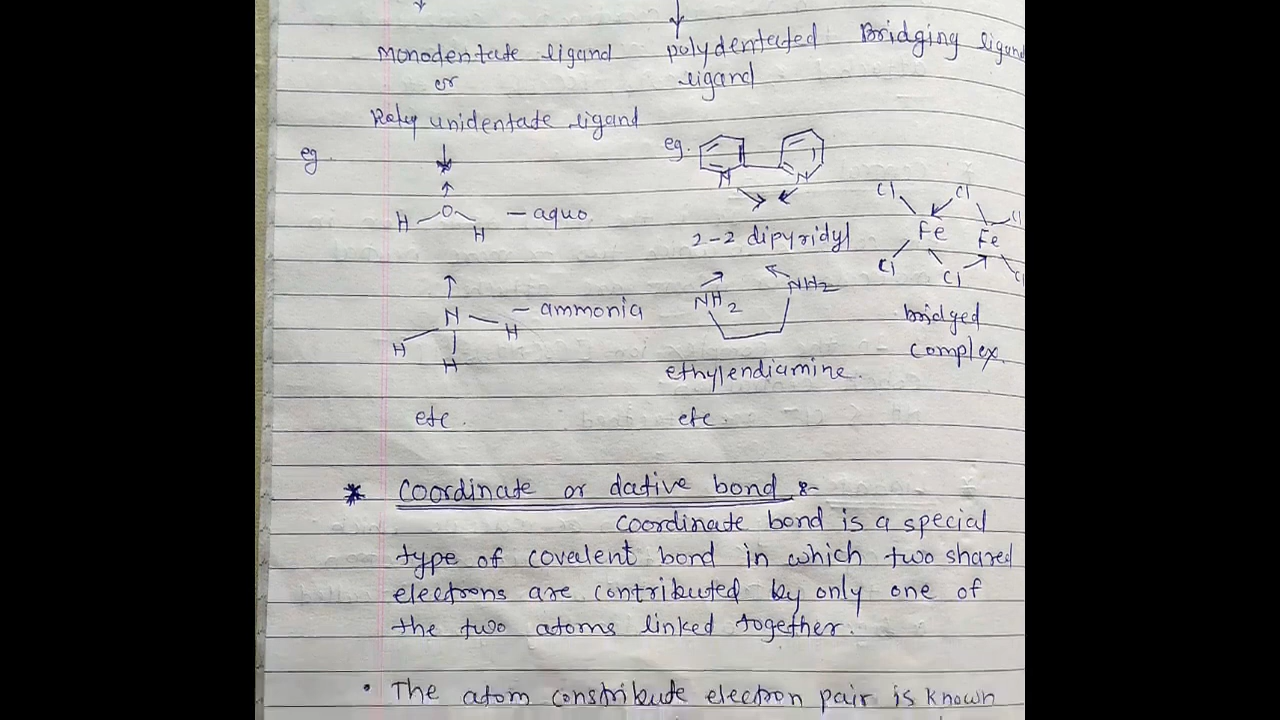 Monodentate ligand
or
unidentate ligand
polydentated
ligand
Bridging ligand
eg.
O
H H
- aquo.
N
H H
H
- ammonia
etc.
eg.
N N
2-2 dipyridyl
NH2 NH2
ethylendiamine.
etc.
Cl Cl Cl
Fe Fe
Cl Cl Cl
bridged
complex.
* Coordinate or dative bond :-
Coordinate bond is a special
type of covalent bond in which two shared
electrons are contributed by only one of
the two atoms linked together.
• The atom constribute electron pair is known